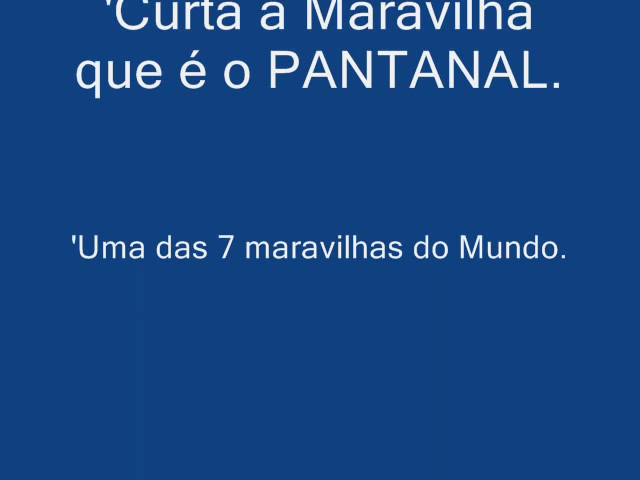 'Curta a Maravilha
que é o PANTANAL.
'Uma das 7 maravilhas do Mundo.